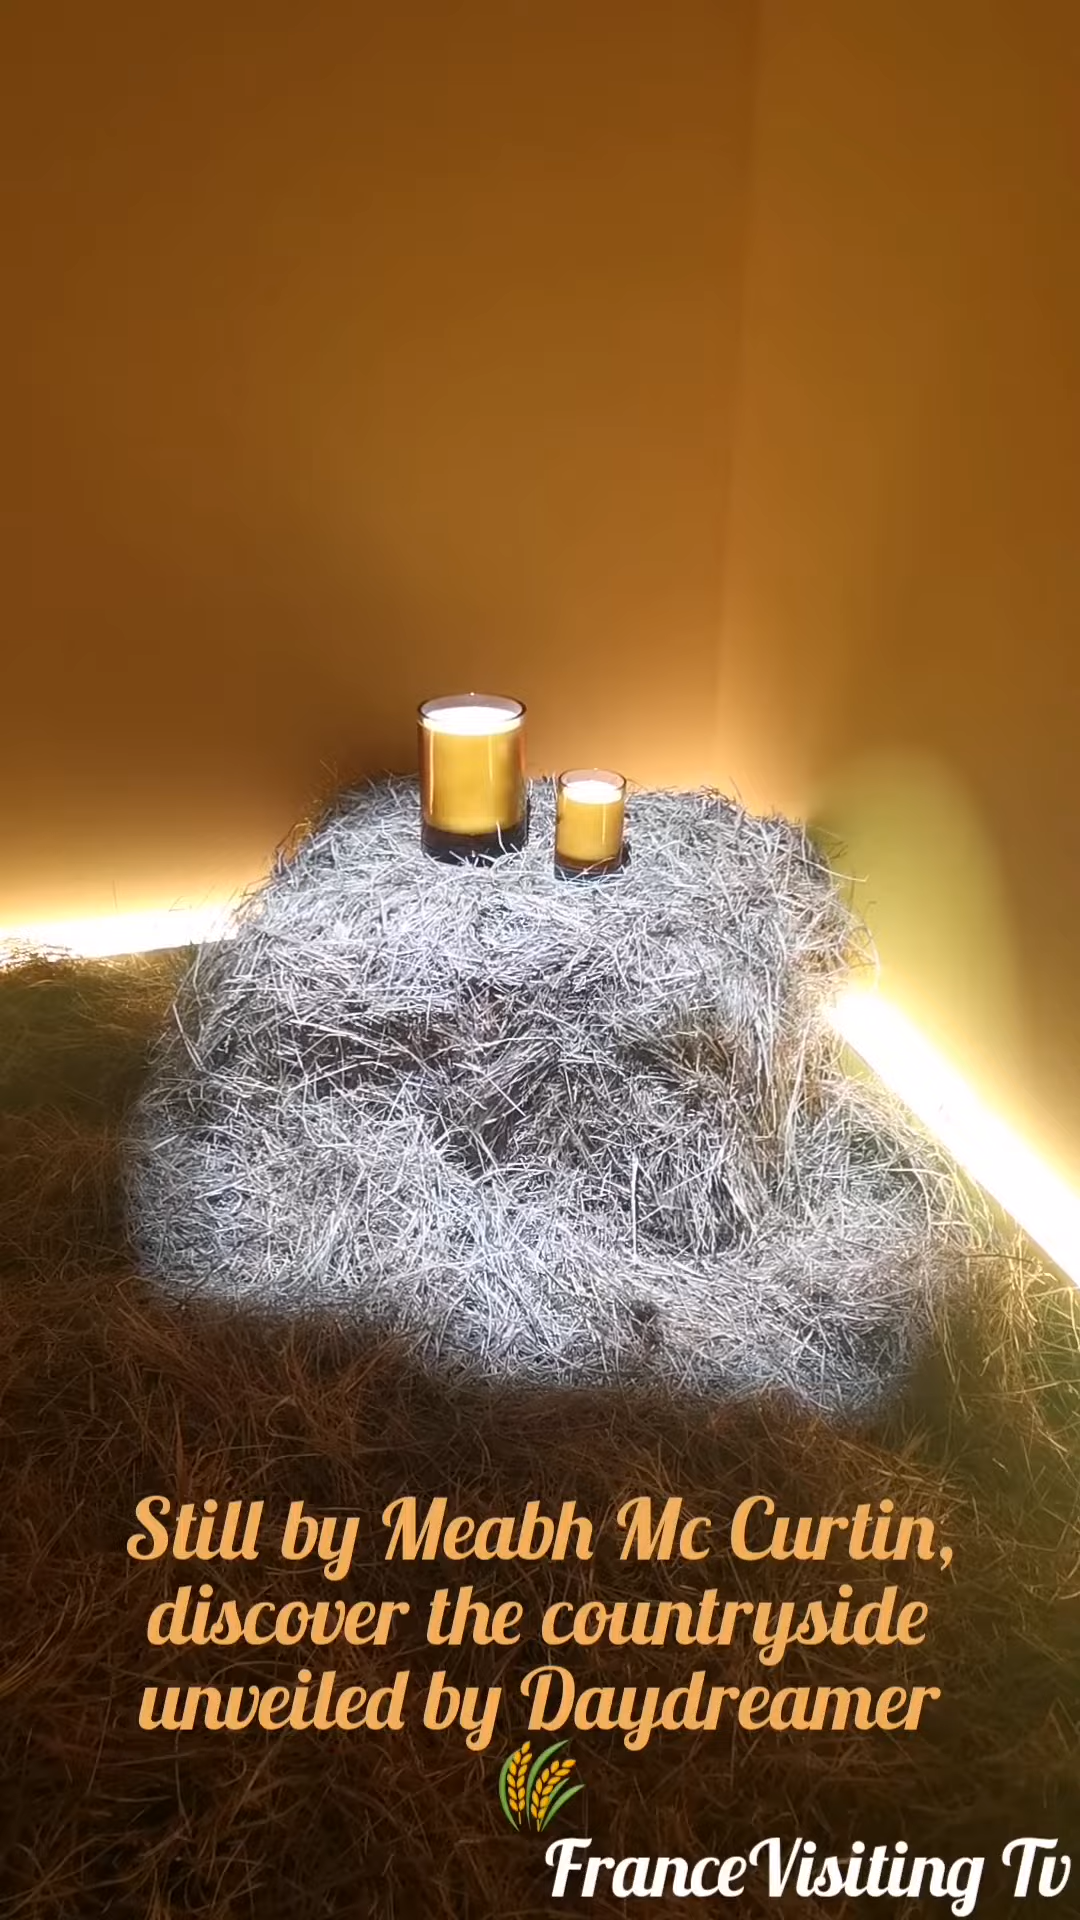 Still by Meabh Mc Curtin,
discover the countryside
unveiled by Daydreamer
🌾
FranceVisiting Tv